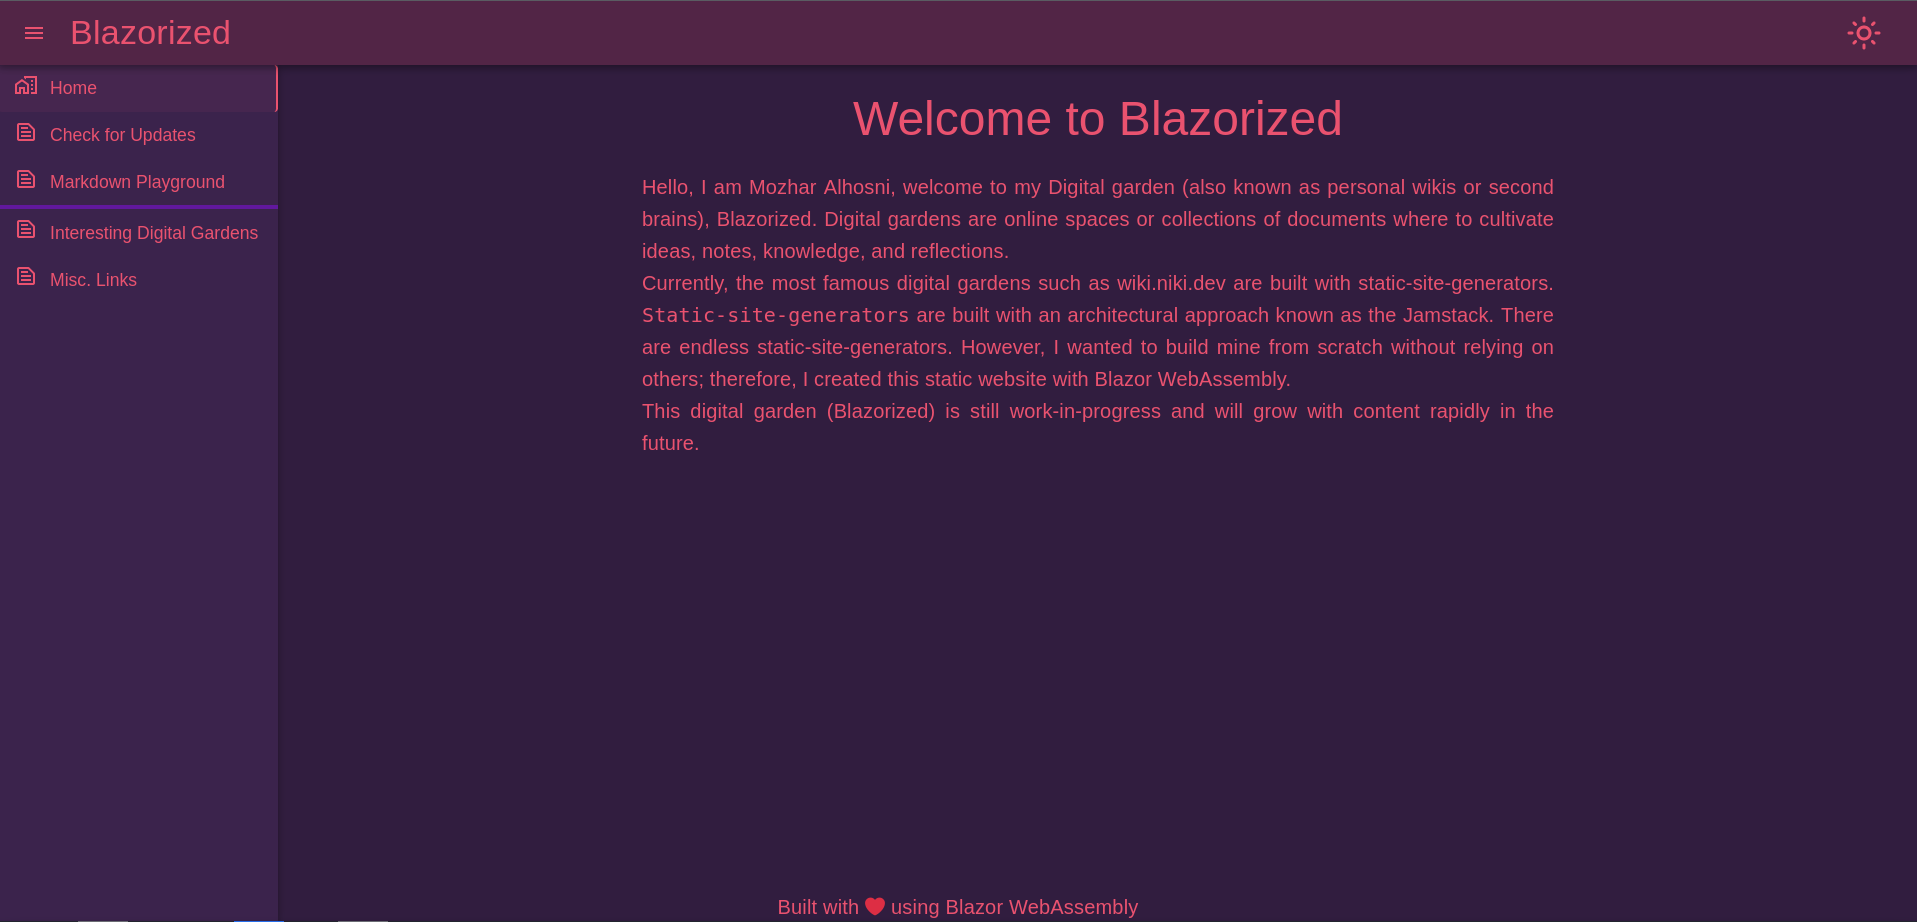 Blazorized
Home
Check for Updates
Markdown Playground
Interesting Digital Gardens
Misc. Links
Welcome to Blazorized
Hello, I am Mozhar Alhosni, welcome to my Digital garden (also known as personal wikis or second
brains), Blazorized. Digital gardens are online spaces or collections of documents where to cultivate
ideas, notes, knowledge, and reflections.
Currently, the most famous digital gardens such as wiki.niki.dev are built with static-site-generators.
Static-site-generators are built with an architectural approach known as the Jamstack. There
are endless static-site-generators. However, I wanted to build mine from scratch without relying on
others; therefore, I created this static website with Blazor WebAssembly.
This digital garden (Blazorized) is still work-in-progress and will grow with content rapidly in the
future.
Built with ❤ using Blazor WebAssembly